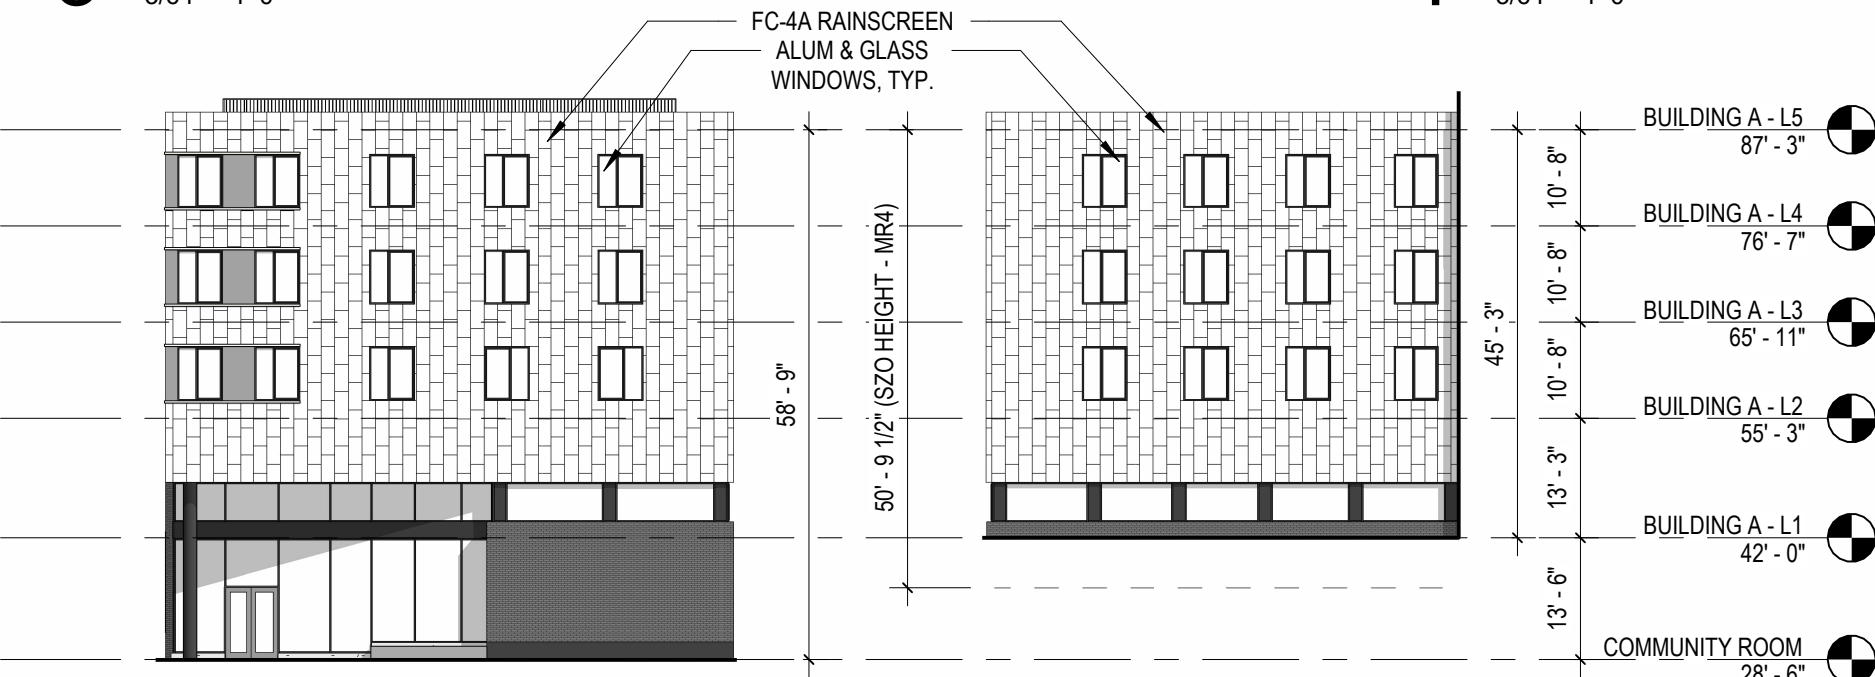 FC-4A RAINSCREEN
ALUM & GLASS
WINDOWS, TYP.
58' - 9"
50' - 9 1/2" (SZO HEIGHT - MR4)
45' - 3"
10' - 8"
10' - 8"
10' - 8"
13' - 3"
13' - 6"
BUILDING A - L5
87' - 3"
BUILDING A - L4
76' - 7"
BUILDING A - L3
65' - 11"
BUILDING A - L2
55' - 3"
BUILDING A - L1
42' - 0"
COMMUNITY ROOM
28' - 6"